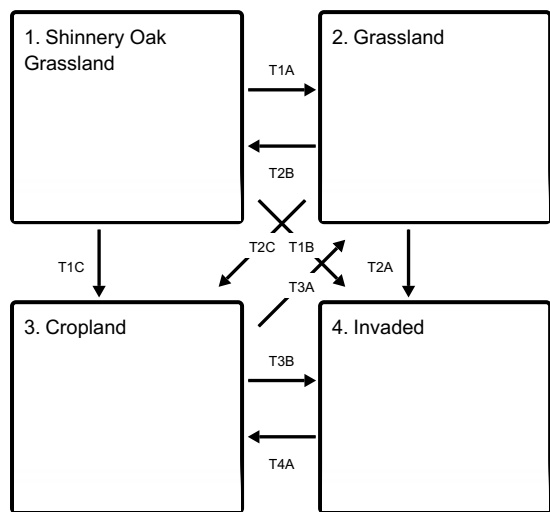 1. Shinnery Oak
Grassland
2. Grassland
T1A
T2B
T2C
T1B
T1C
T2A
T3A
3. Cropland
4. Invaded
T3B
T4A